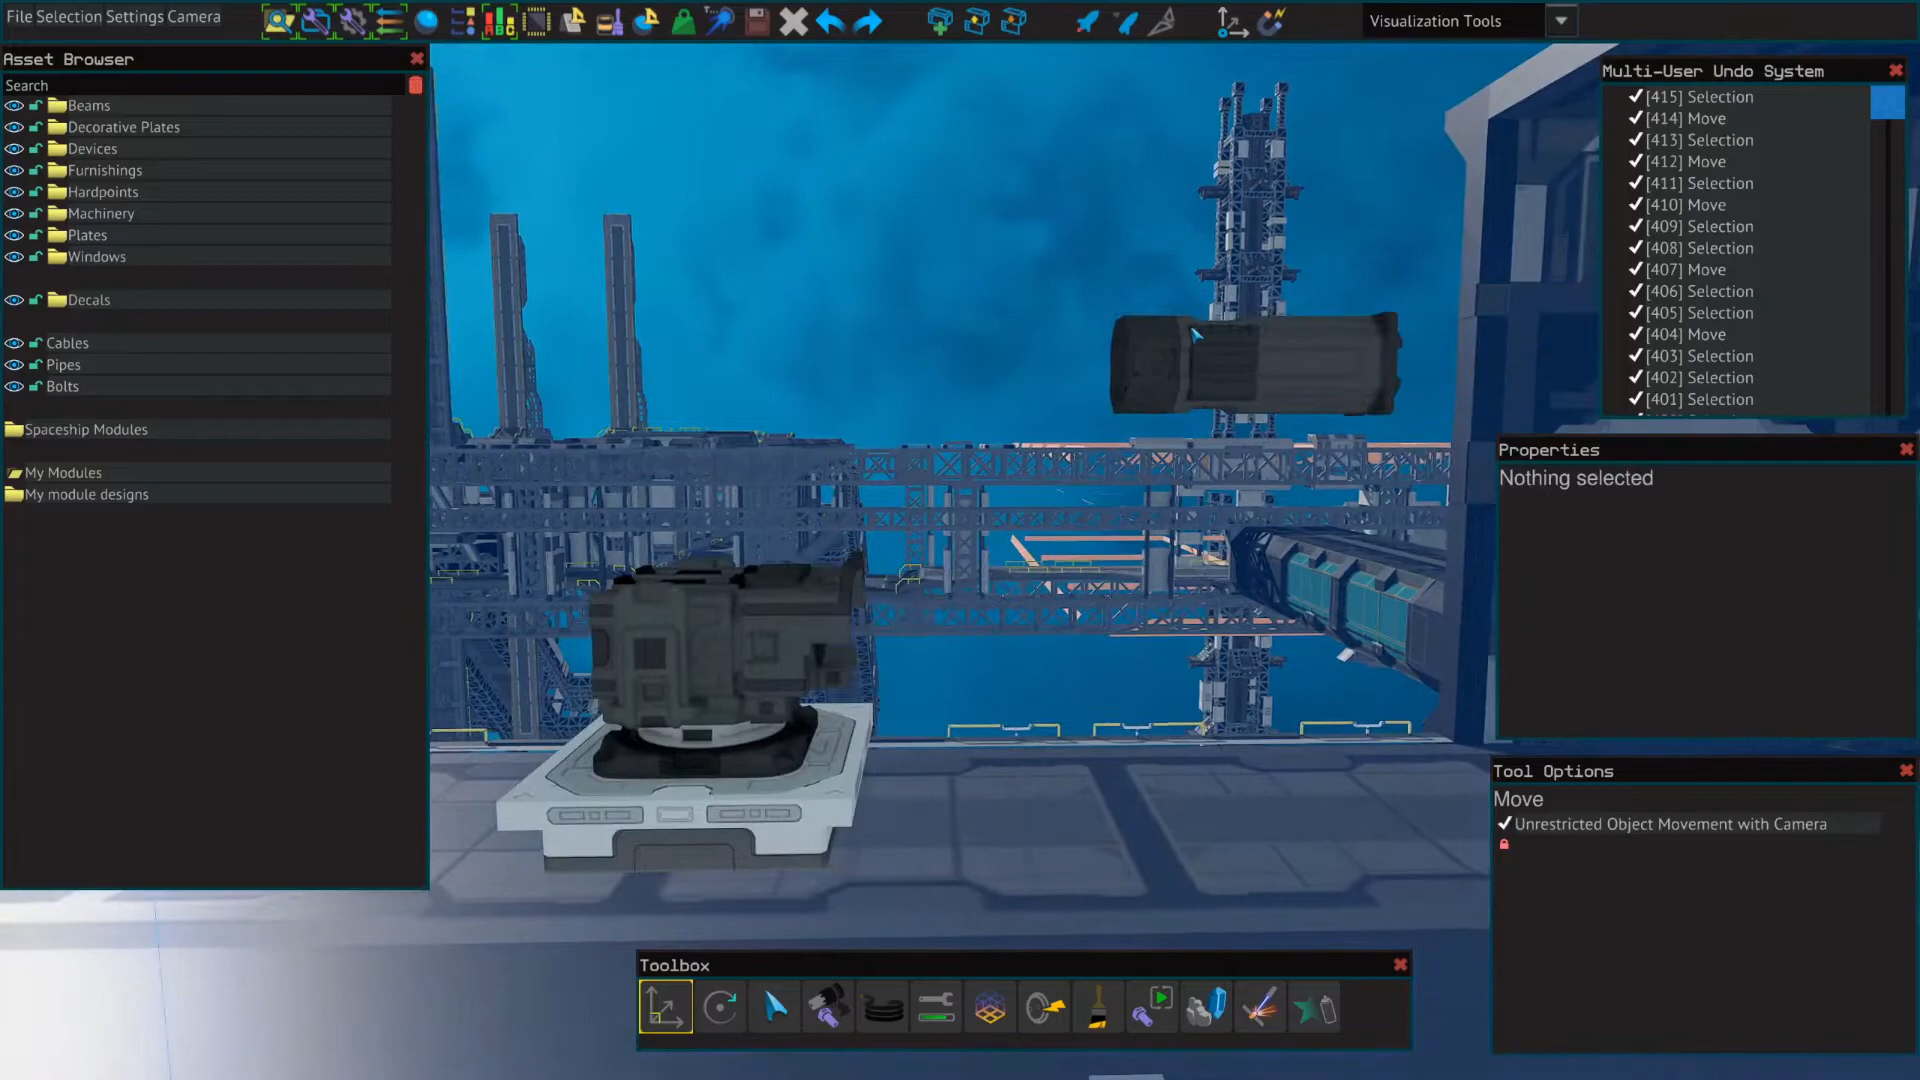 File Selection Settings Camera
Visualization Tools
Asset Browser
Search
Beams
Decorative Plates
Devices
Furnishings
Hardpoints
Machinery
Plates
Windows
Decals
Cables
Pipes
Bolts
Spaceship Modules
My Modules
My module designs
Multi-User Undo System
[415] Selection
[414] Move
[413] Selection
[412] Move
[411] Selection
[410] Move
[409] Selection
[408] Selection
[407] Move
[406] Selection
[405] Selection
[404] Move
[403] Selection
[402] Selection
[401] Selection
Properties
Nothing selected
Tool Options
Move
Unrestricted Object Movement with Camera
Toolbox